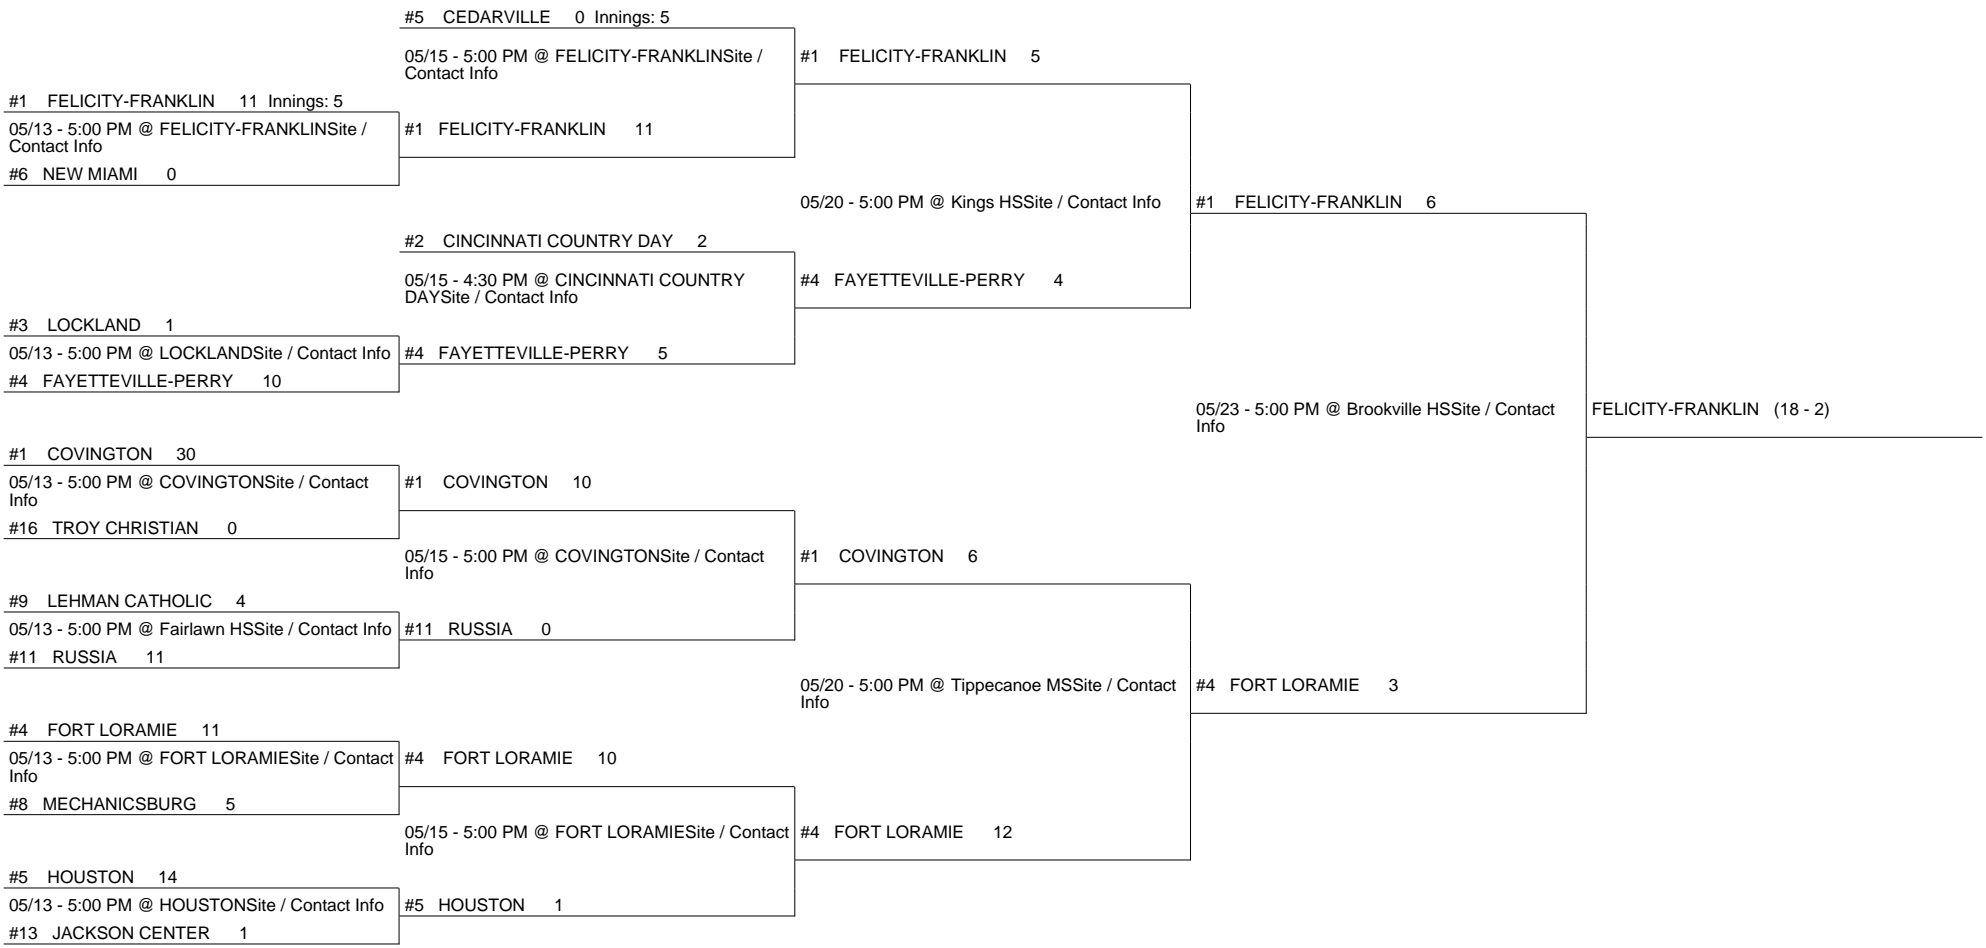 #5 CEDARVILLE 0 Innings: 5
05/15 - 5:00 PM @ FELICITY-FRANKLINSite /
Contact Info
#1 FELICITY-FRANKLIN 5
#1 FELICITY-FRANKLIN 11 Innings: 5
05/13 - 5:00 PM @ FELICITY-FRANKLINSite /
Contact Info
#1 FELICITY-FRANKLIN 11
#6 NEW MIAMI 0
05/20 - 5:00 PM @ Kings HSSite / Contact Info
#1 FELICITY-FRANKLIN 6
#2 CINCINNATI COUNTRY DAY 2
05/15 - 4:30 PM @ CINCINNATI COUNTRY
DAYSite / Contact Info
#4 FAYETTEVILLE-PERRY 4
#3 LOCKLAND 1
05/13 - 5:00 PM @ LOCKLANDSite / Contact Info
#4 FAYETTEVILLE-PERRY 5
#4 FAYETTEVILLE-PERRY 10
05/23 - 5:00 PM @ Brookville HSSite / Contact
Info
FELICITY-FRANKLIN (18 - 2)
#1 COVINGTON 30
05/13 - 5:00 PM @ COVINGTONSite / Contact
Info
#1 COVINGTON 10
#16 TROY CHRISTIAN 0
05/15 - 5:00 PM @ COVINGTONSite / Contact
Info
#1 COVINGTON 6
#9 LEHMAN CATHOLIC 4
05/13 - 5:00 PM @ Fairlawn HSSite / Contact Info
#11 RUSSIA 0
#11 RUSSIA 11
05/20 - 5:00 PM @ Tippecanoe MSSite / Contact
Info
#4 FORT LORAMIE 3
#4 FORT LORAMIE 11
05/13 - 5:00 PM @ FORT LORAMIESite / Contact
Info
#4 FORT LORAMIE 10
#8 MECHANICSBURG 5
05/15 - 5:00 PM @ FORT LORAMIESite / Contact
Info
#4 FORT LORAMIE 12
#5 HOUSTON 14
05/13 - 5:00 PM @ HOUSTONSite / Contact Info
#5 HOUSTON 1
#13 JACKSON CENTER 1